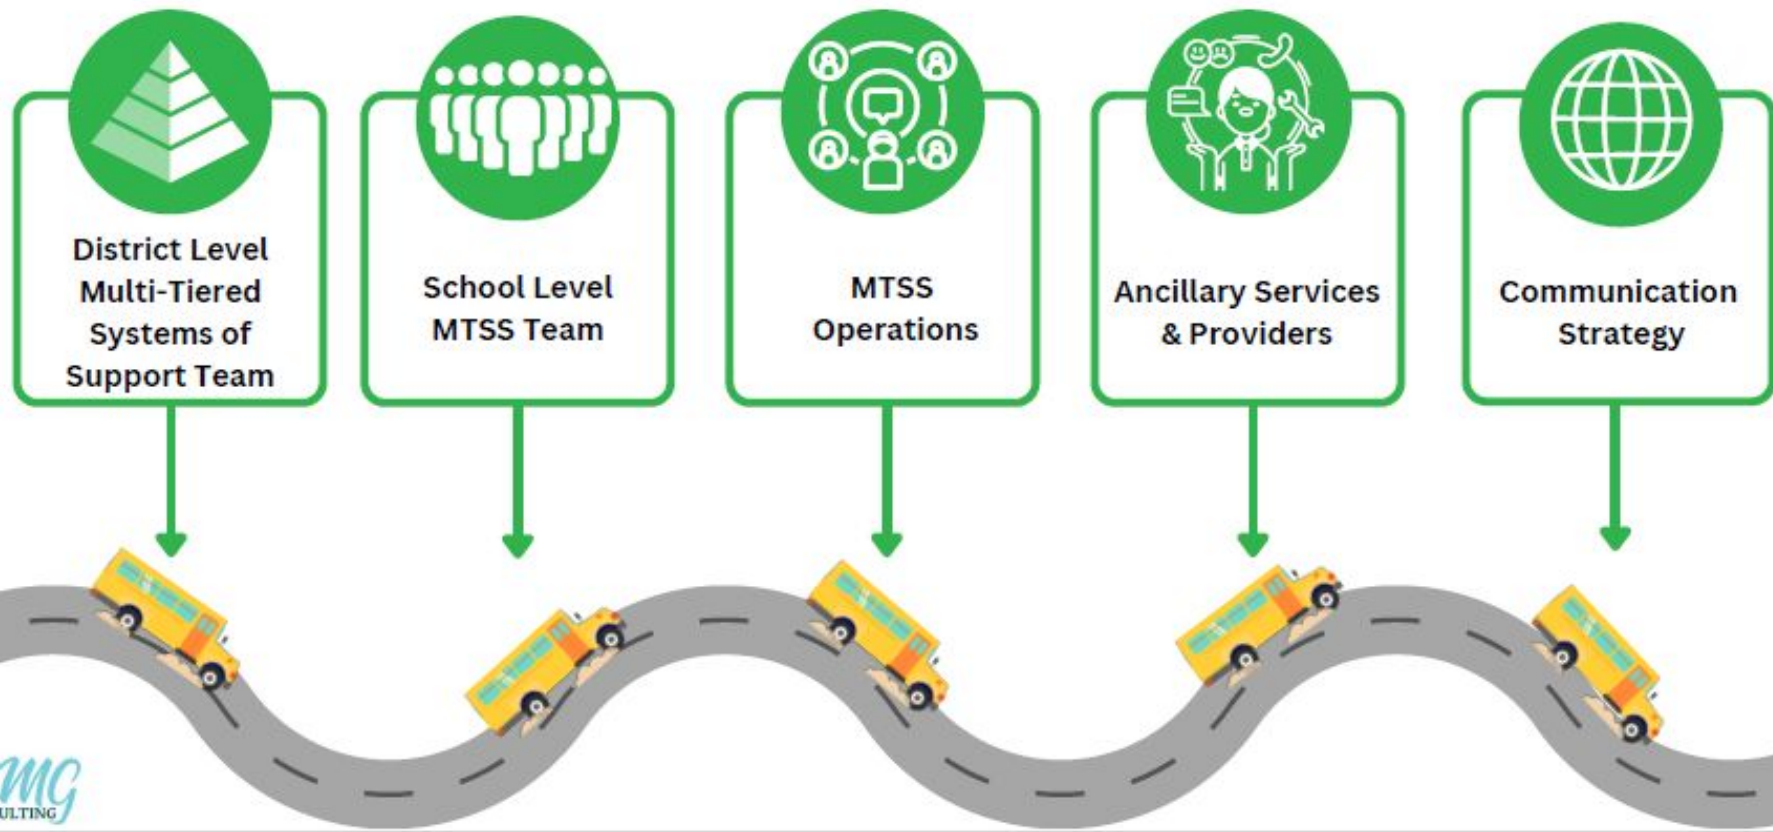 District Level
Multi-Tiered
Systems of
Support Team
School Level
MTSS Team
MTSS
Operations
Ancillary Services
& Providers
Communication
Strategy
MG
ULTING